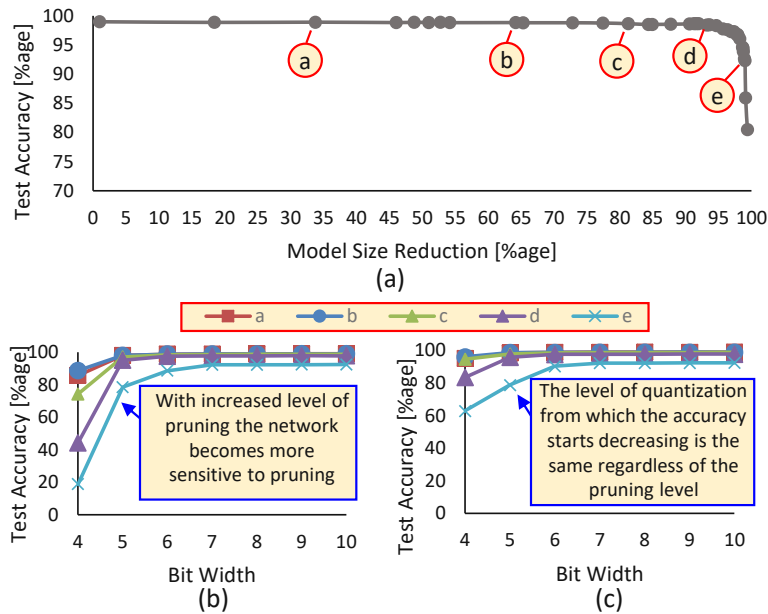 100
95
90
85
80
75
70
Test Accuracy [%age]
a
b
c
d
e
0 5 10 15 20 25 30 35 40 45 50 55 60 65 70 75 80 85 90 95 100
Model Size Reduction [%age]
(a)
a b c d e
100
80
60
40
20
0
Test Accuracy [%age]
With increased level of
pruning the network
becomes more
sensitive to pruning
4 5 6 7 8 9 10
Bit Width
(b)
100
80
60
40
20
0
Test Accuracy [%age]
The level of quantization
from which the accuracy
starts decreasing is the
same regardless of the
pruning level
4 5 6 7 8 9 10
Bit Width
(c)